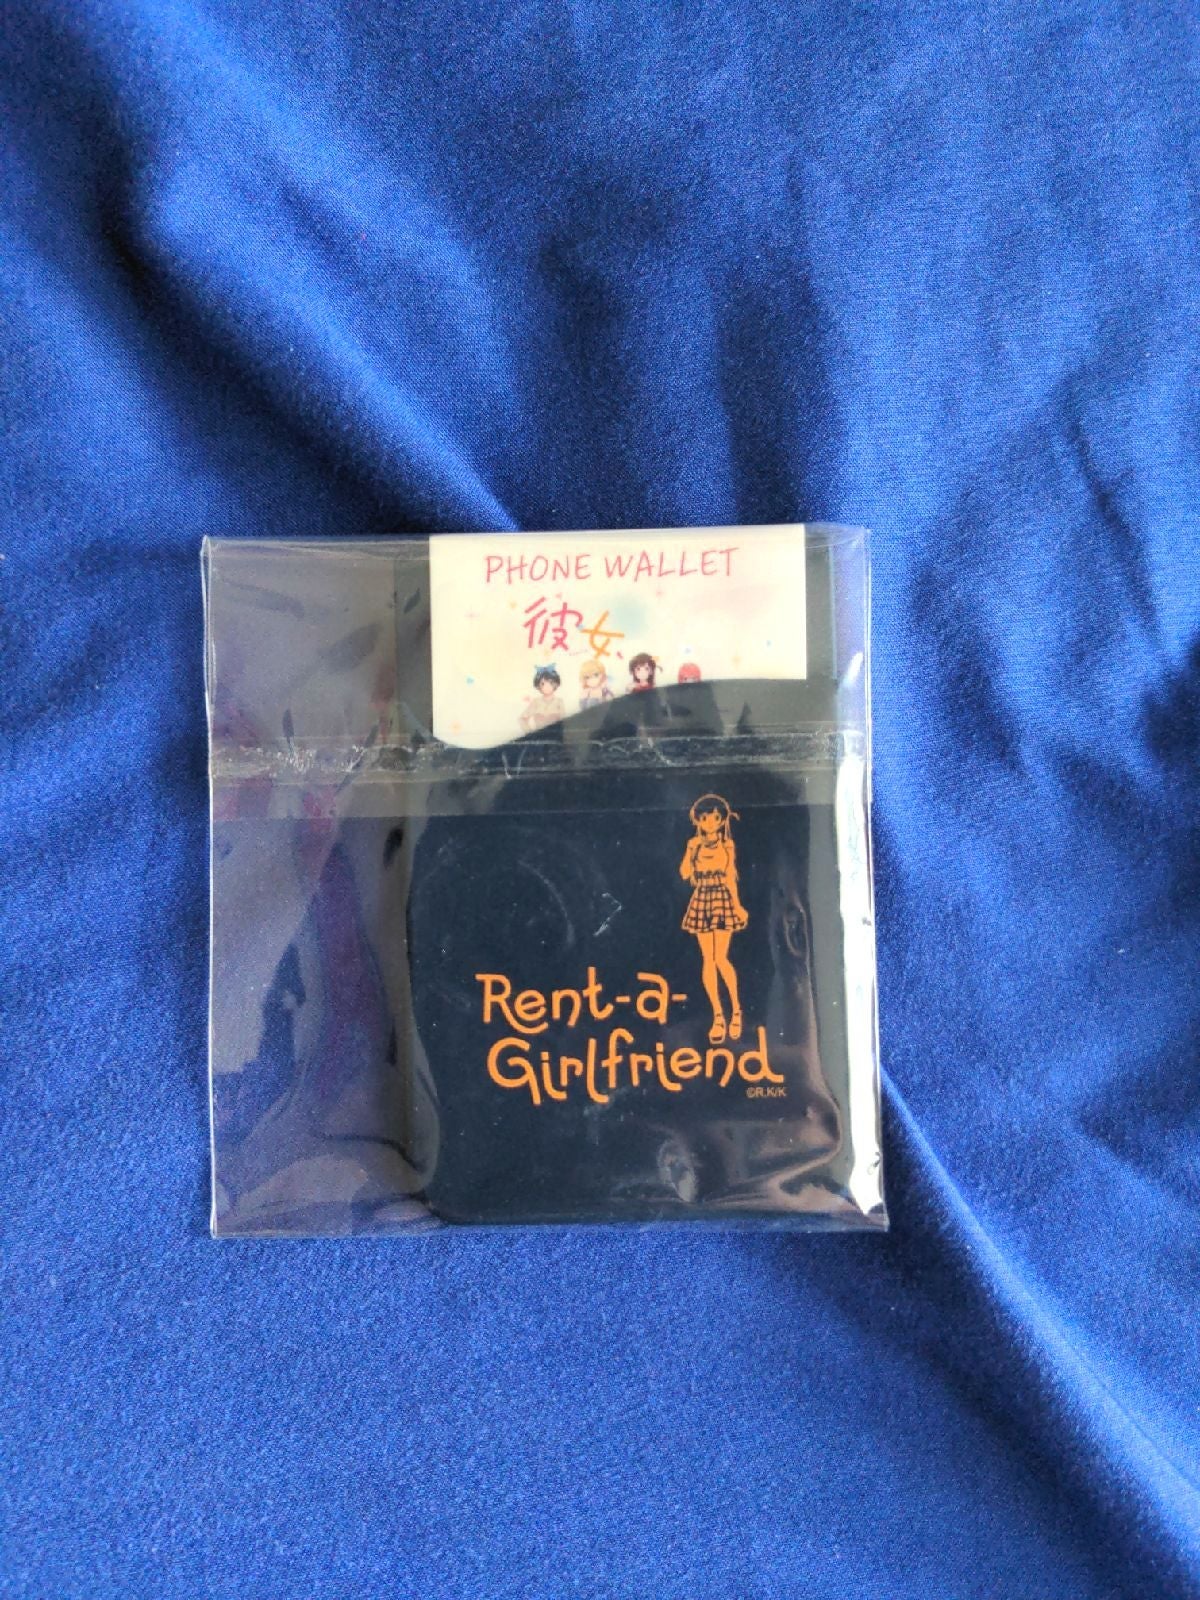 PHONE WALLET
彼女、
Rent-a-
Girlfriend
©R.K/K